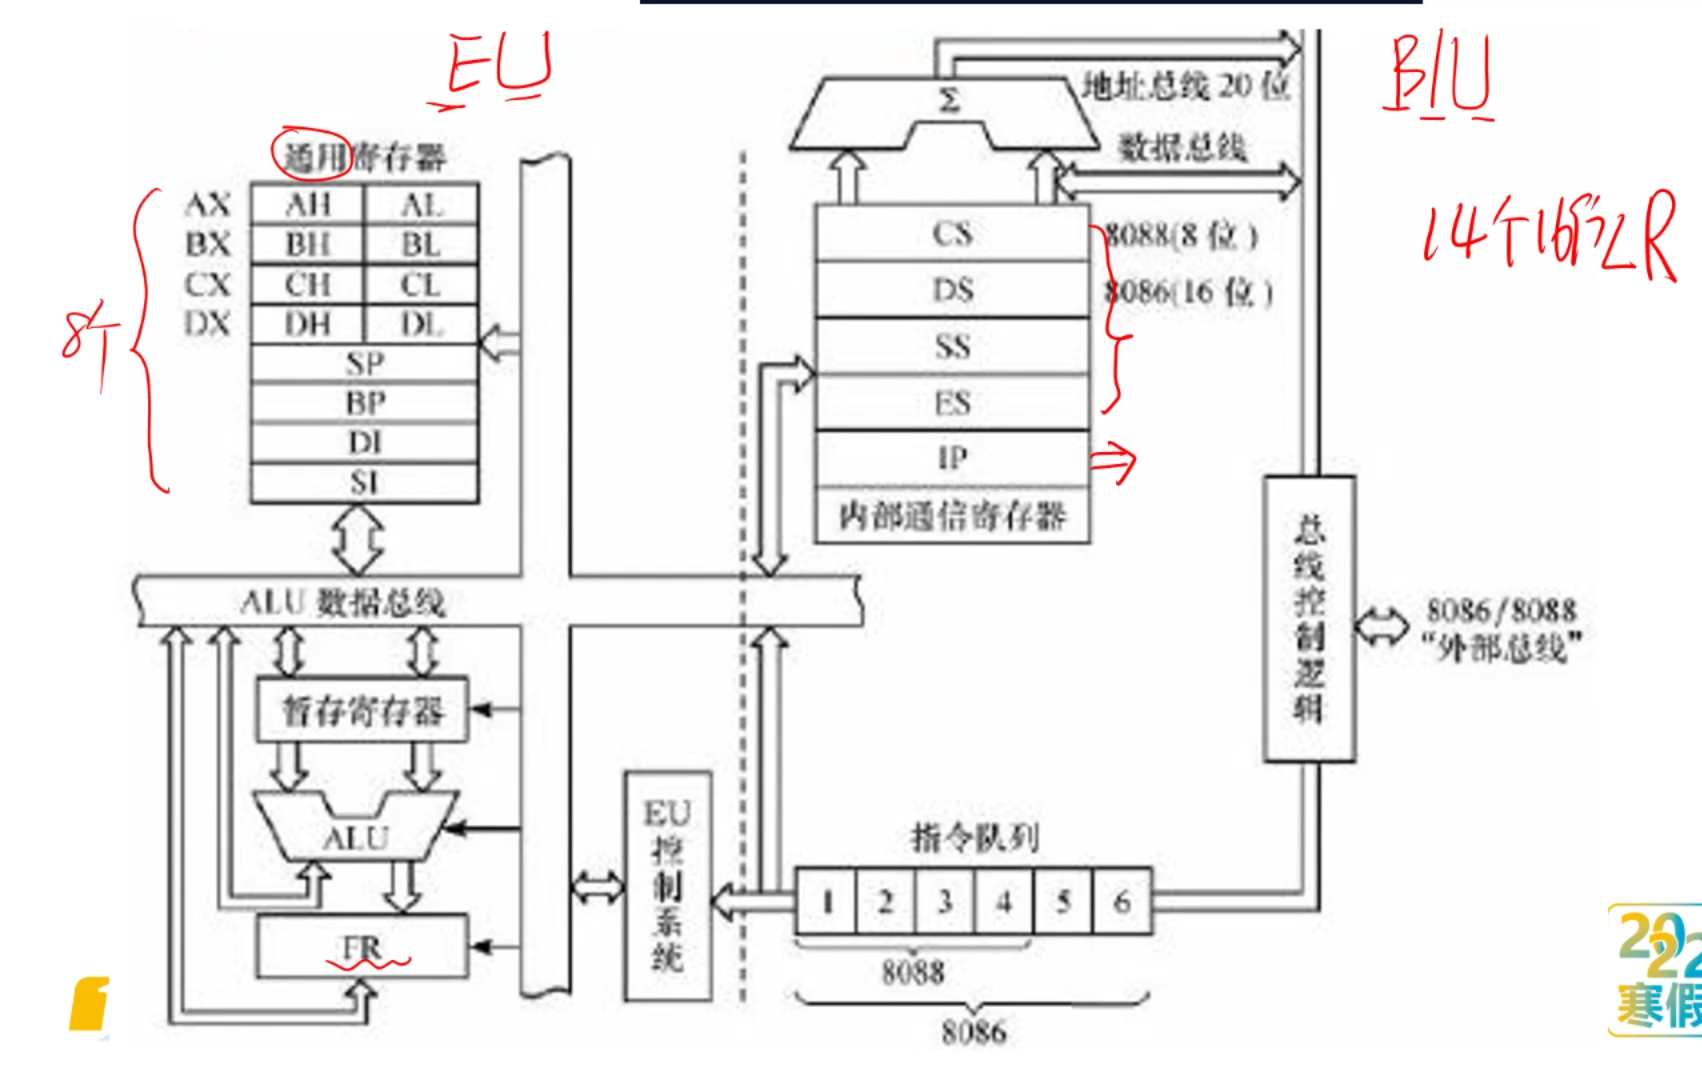 EU
BIU
地址总线 20 位
Σ
数据总线
通用寄存器
14个16位R
AX AH AL
BX BH BL
CX CH CL
DX DH DL
SP
BP
DI
SI
8个
CS
8088(8 位)
DS
8086(16 位)
SS
ES
IP
内部通信寄存器
总线控制逻辑
8086/8088
“外部总线”
ALU 数据总线
暂存寄存器
ALU
FR
EU控制系统
指令队列
1 2 3 4 5 6
8088
8086
2022
寒假